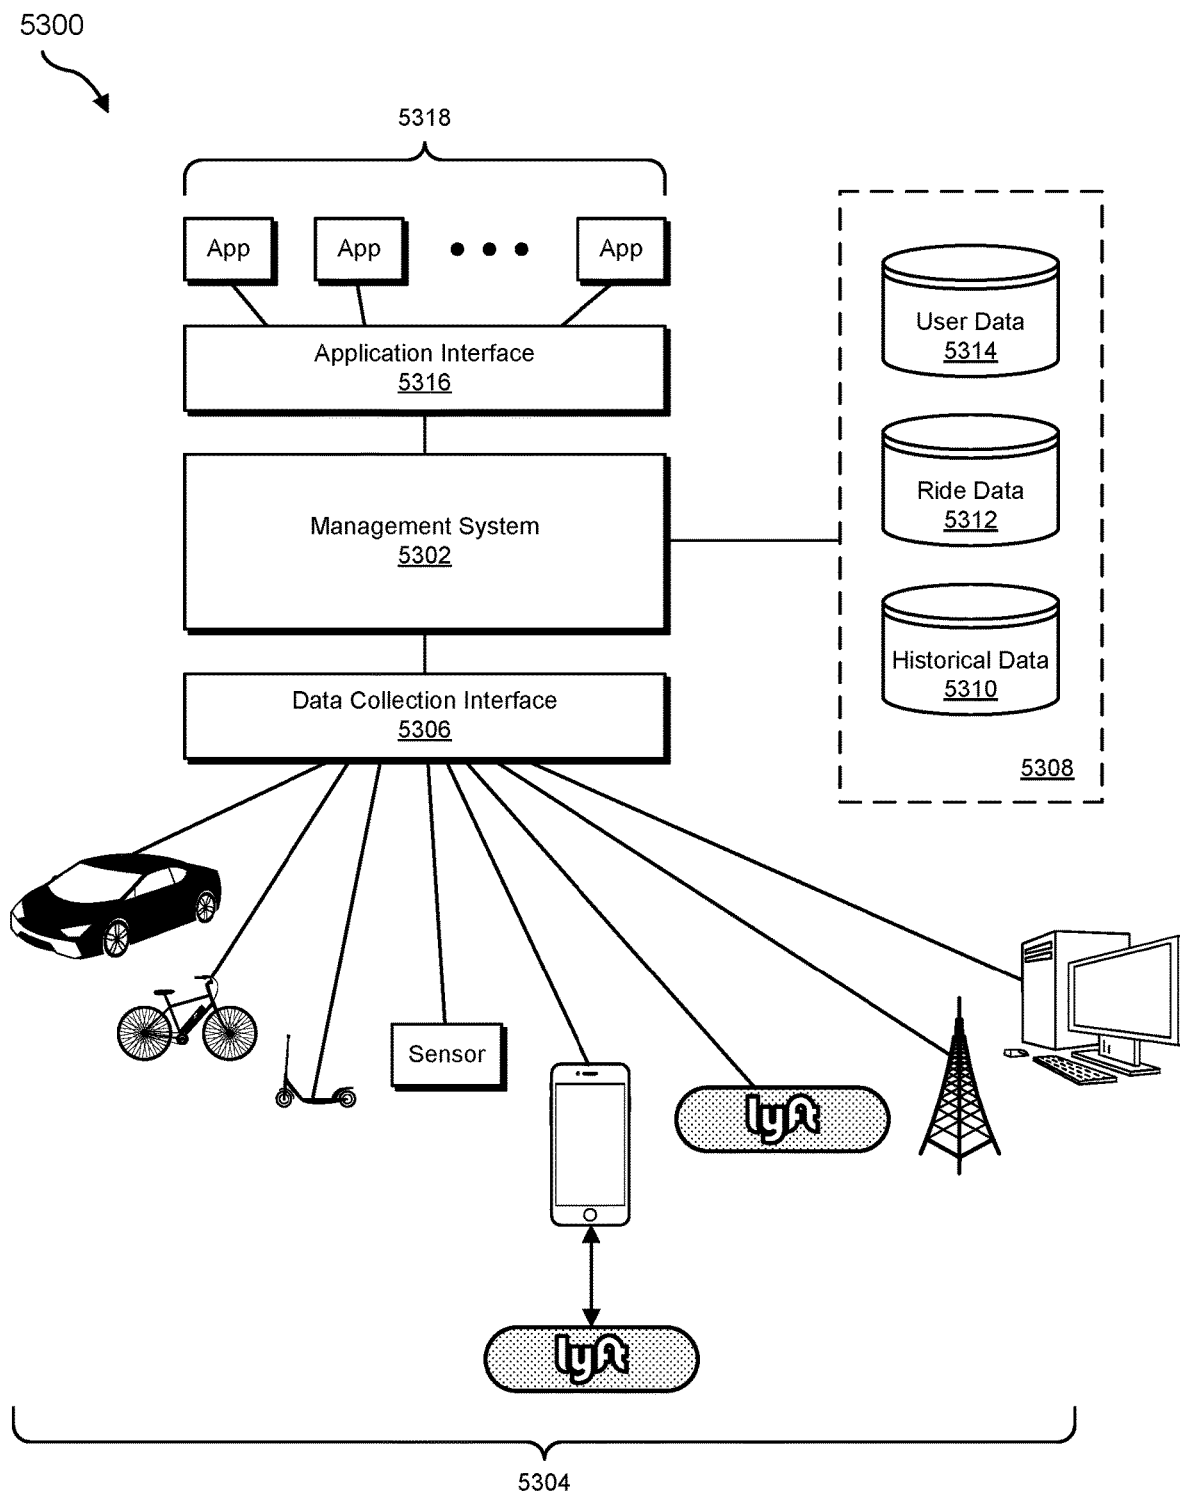 5300
5318
App
App
App
Application Interface
5316
Management System
5302
User Data
5314
Ride Data
5312
Historical Data
5310
5308
Data Collection Interface
5306
Sensor
lyft
lyft
5304